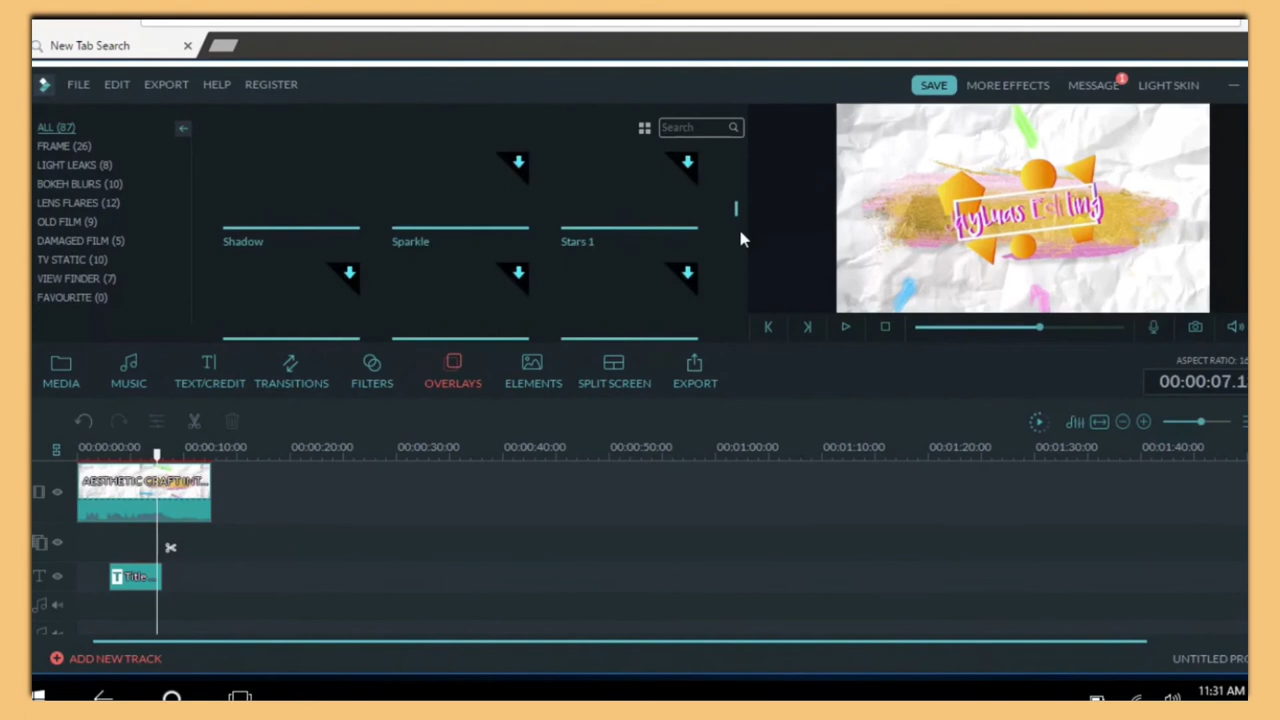 New Tab Search
FILE EDIT EXPORT HELP REGISTER
SAVE MORE EFFECTS MESSAGE 1 LIGHT SKIN
ALL (87)
FRAME (26)
LIGHT LEAKS (8)
BOKEH BLURS (10)
LENS FLARES (12)
OLD FILM (9)
DAMAGED FILM (5)
TV STATIC (10)
VIEW FINDER (7)
FAVOURITE (0)
Search
Shadow Sparkle Stars 1
MEDIA MUSIC TEXT/CREDIT TRANSITIONS FILTERS OVERLAYS ELEMENTS SPLIT SCREEN EXPORT
ASPECT RATIO: 16
00:00:07.1
00:00:00:00 00:00:10:00 00:00:20:00 00:00:30:00 00:00:40:00 00:00:50:00 00:01:00:00 00:01:10:00 00:01:20:00 00:01:30:00 00:01:40:00
AESTHETIC CRAFT INT...
T Title...
ADD NEW TRACK
UNTITLED PRO
11:31 AM